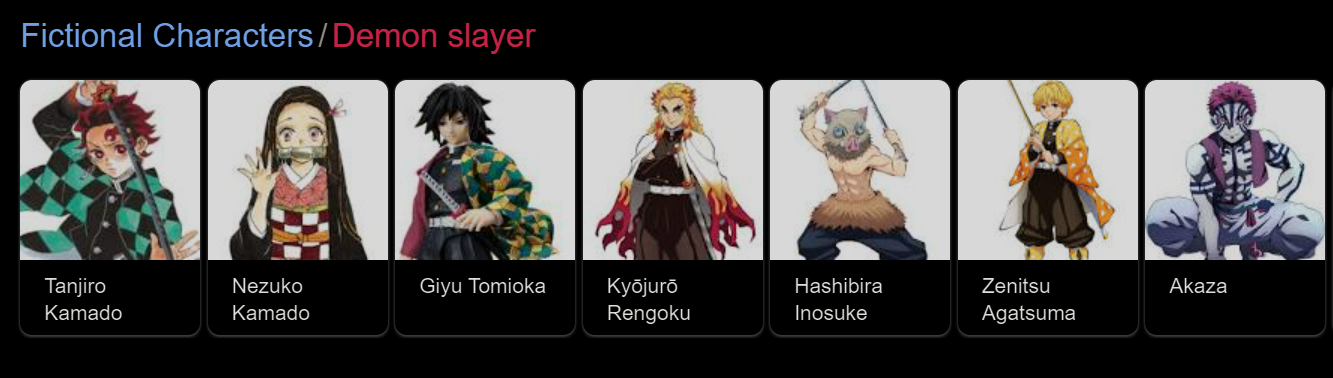 Fictional Characters / Demon slayer
Tanjiro
Kamado
Nezuko
Kamado
Giyu Tomioka
Kyōjurō
Rengoku
Hashibira
Inosuke
Zenitsu
Agatsuma
Akaza